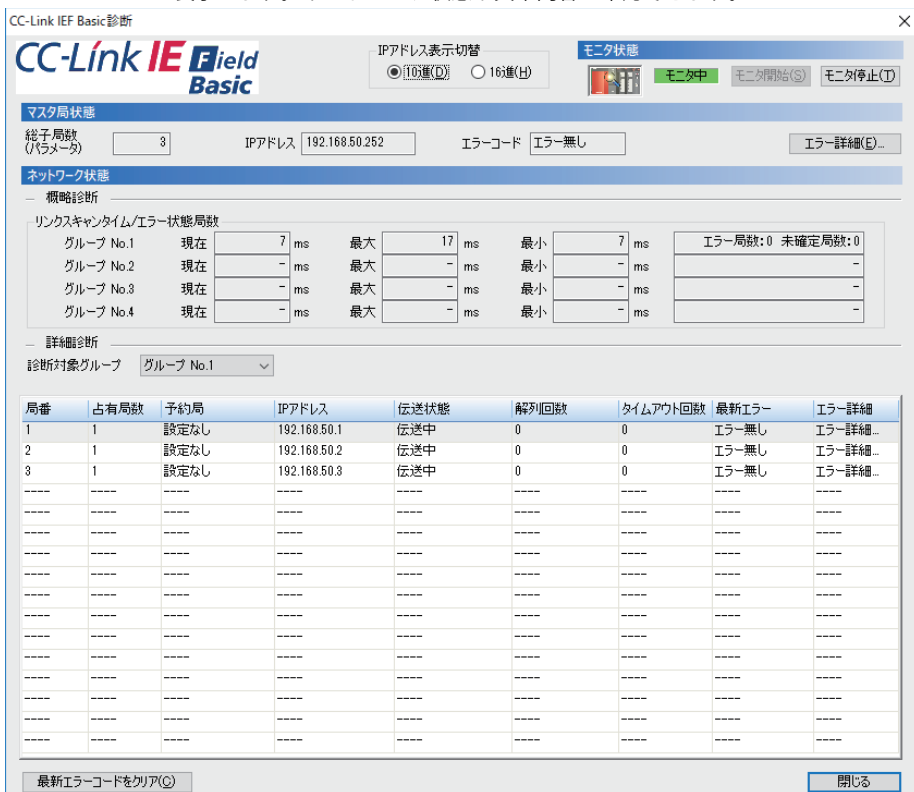 CC-Link IEF Basic診断
CC-Link IE Field Basic
IPアドレス表示切替
10進(D) 16進(H)
モニタ状態
モニタ中 モニタ開始(S) モニタ停止(T)
マスタ局状態
総子局数
(パラメータ) 3 IPアドレス 192.168.50.252 エラーコード エラー無し エラー詳細(E)...
ネットワーク状態
概略診断
リンクスキャンタイム/エラー状態局数
グループ No.1 現在 7 ms 最大 17 ms 最小 7 ms エラー局数:0 未確定局数:0
グループ No.2 現在 - ms 最大 - ms 最小 - ms -
グループ No.3 現在 - ms 最大 - ms 最小 - ms -
グループ No.4 現在 - ms 最大 - ms 最小 - ms -
詳細診断
診断対象グループ グループ No.1
局番 占有局数 予約局 IPアドレス 伝送状態 解列回数 タイムアウト回数 最新エラー エラー詳細
1 1 設定なし 192.168.50.1 伝送中 0 0 エラー無し エラー詳細...
2 1 設定なし 192.168.50.2 伝送中 0 0 エラー無し エラー詳細...
3 1 設定なし 192.168.50.3 伝送中 0 0 エラー無し エラー詳細...
---- ---- ---- ---- ---- ---- ---- ---- ----
---- ---- ---- ---- ---- ---- ---- ---- ----
---- ---- ---- ---- ---- ---- ---- ---- ----
---- ---- ---- ---- ---- ---- ---- ---- ----
---- ---- ---- ---- ---- ---- ---- ---- ----
---- ---- ---- ---- ---- ---- ---- ---- ----
---- ---- ---- ---- ---- ---- ---- ---- ----
---- ---- ---- ---- ---- ---- ---- ---- ----
---- ---- ---- ---- ---- ---- ---- ---- ----
---- ---- ---- ---- ---- ---- ---- ---- ----
---- ---- ---- ---- ---- ---- ---- ---- ----
---- ---- ---- ---- ---- ---- ---- ---- ----
---- ---- ---- ---- ---- ---- ---- ---- ----
最新エラーコードをクリア(C) 閉じる